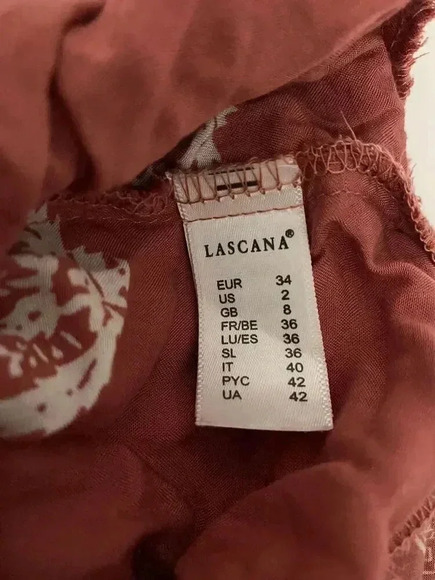 LASCANA®
EUR 34
US 2
GB 8
FR/BE 36
LU/ES 36
SL 36
IT 40
PYC 42
UA 42